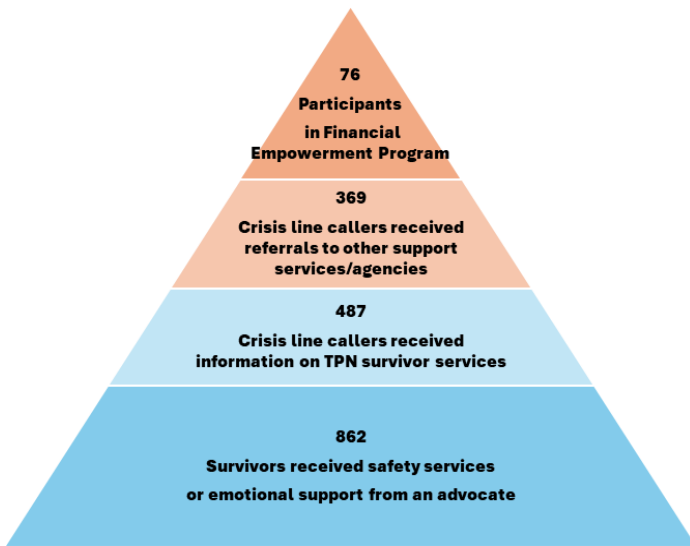 76
Participants
in Financial
Empowerment Program
369
Crisis line callers received
referrals to other support
services/agencies
487
Crisis line callers received
information on TPN survivor services
862
Survivors received safety services
or emotional support from an advocate